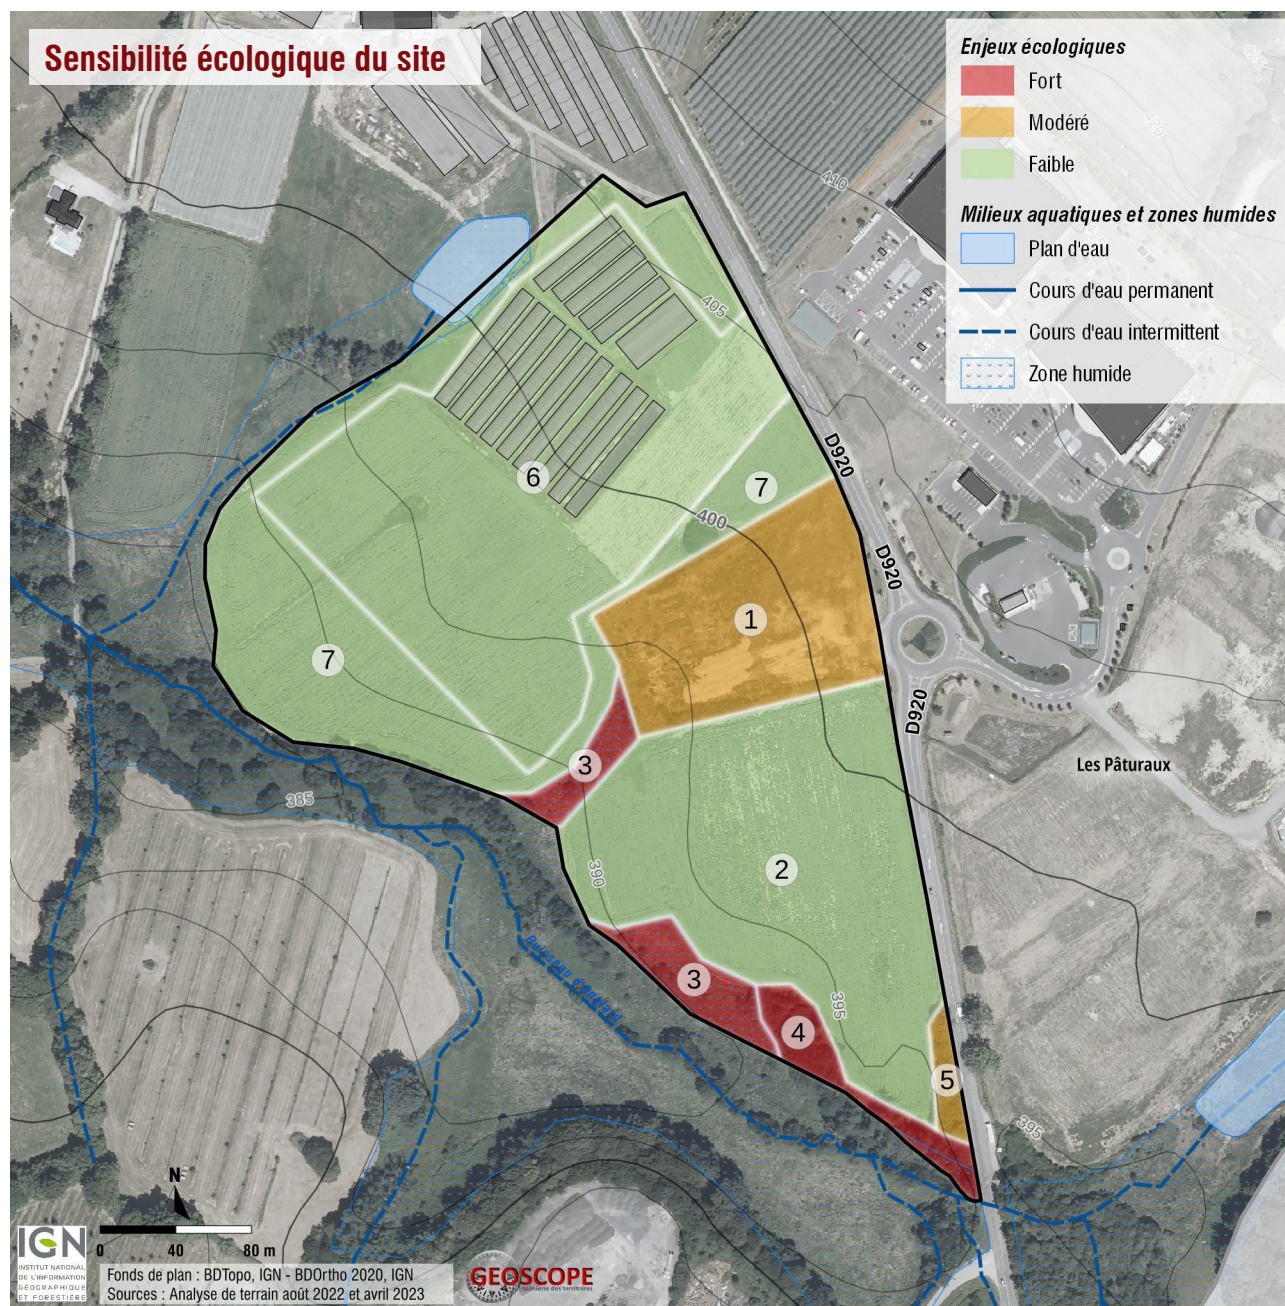 Sensibilité écologique du site
Enjeux écologiques
Fort
Modéré
Faible
Milieux aquatiques et zones humides
Plan d'eau
Cours d'eau permanent
Cours d'eau intermittent
Zone humide
410
420
405
D920
6
7
400
D920
1
7
D920
3
Les Pâturaux
385
390
2
3
395
4
5
395
N
0 40 80 m
IGN
INSTITUT NATIONAL
DE L'INFORMATION
GÉOGRAPHIQUE
ET FORESTIÈRE
Fonds de plan : BDTopo, IGN - BDOrtho 2020, IGN
Sources : Analyse de terrain août 2022 et avril 2023
GEOSCOPE